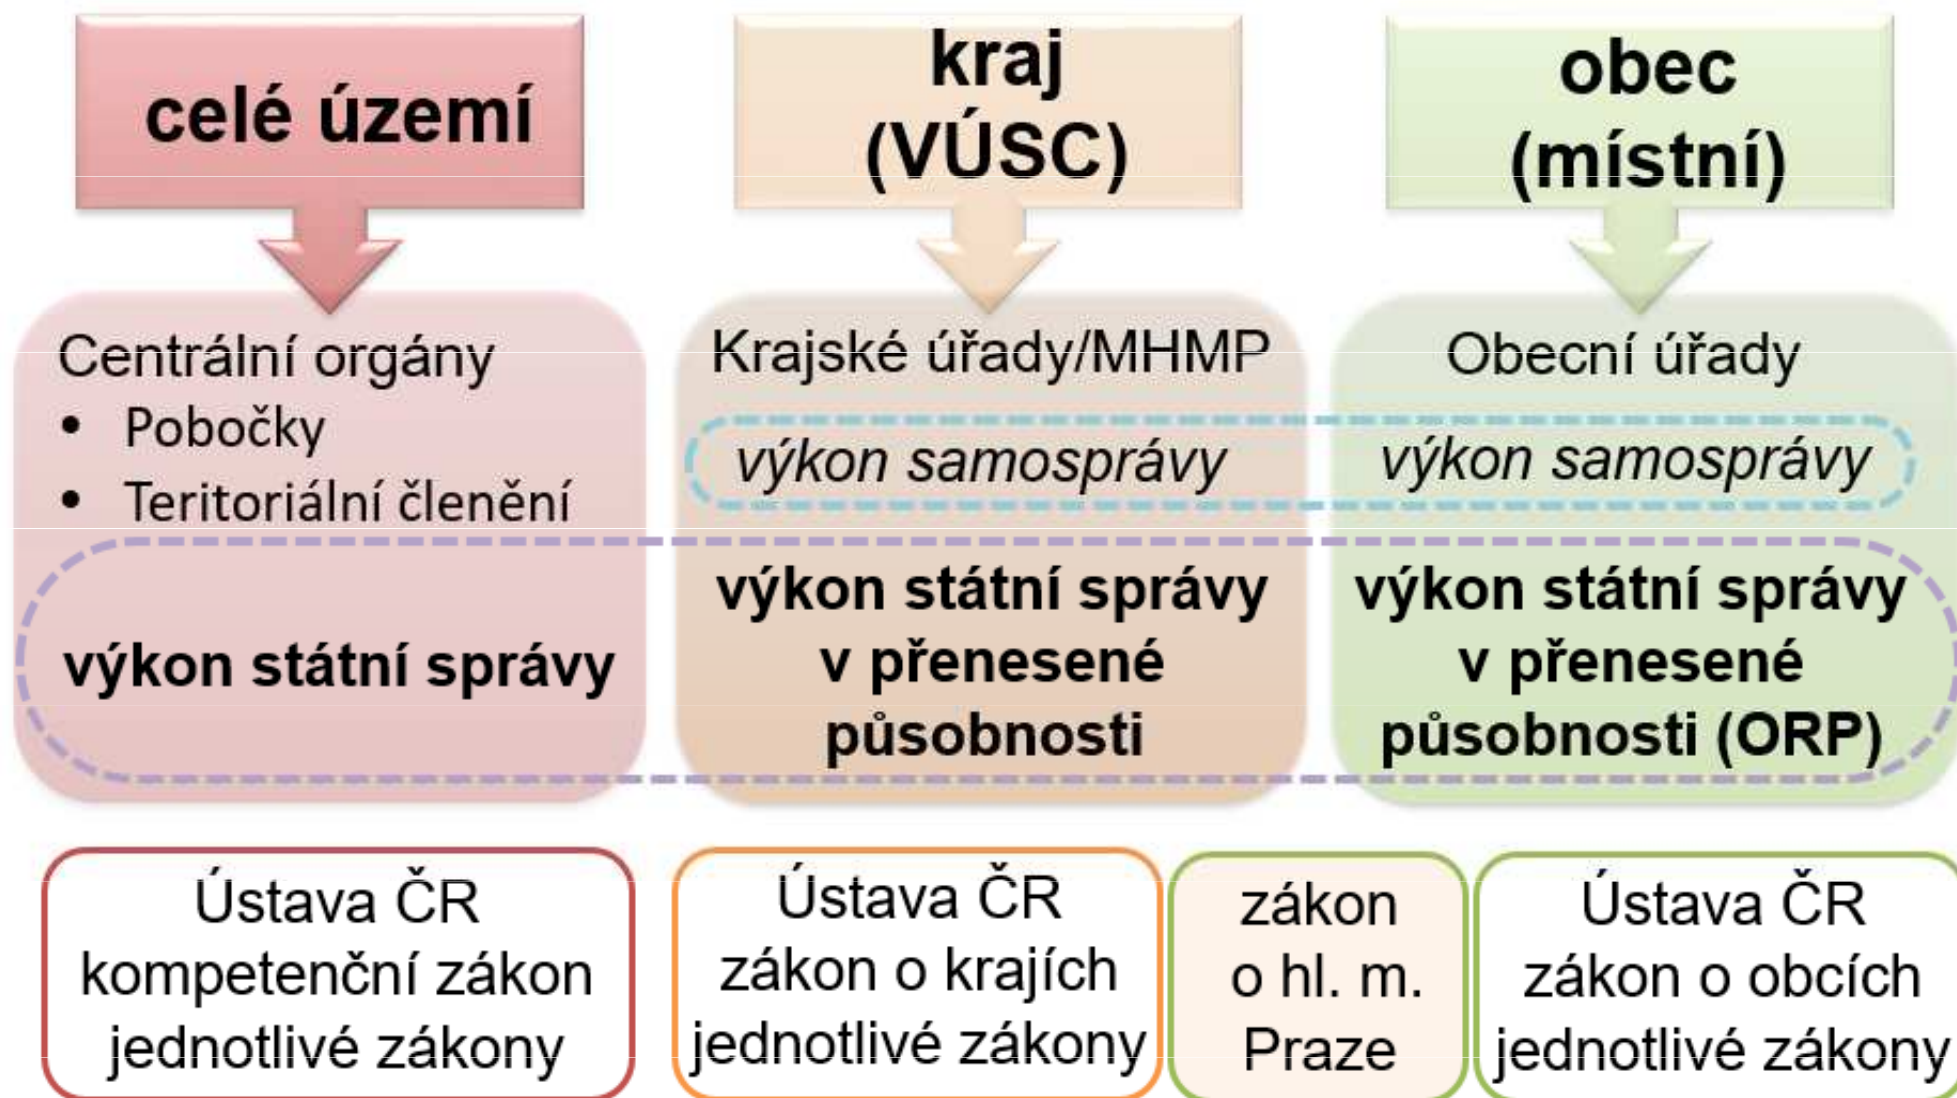 celé území
kraj
(VÚSC)
obec
(místní)
Centrální orgány
• Pobočky
• Teritoriální členění
výkon státní správy
Krajské úřady/MHMP
výkon samosprávy
výkon státní správy
v přenesené
působnosti
Obecní úřady
výkon samosprávy
výkon státní správy
v přenesené
působnosti (ORP)
Ústava ČR
kompetenční zákon
jednotlivé zákony
Ústava ČR
zákon o krajích
jednotlivé zákony
zákon
o hl. m.
Praze
Ústava ČR
zákon o obcích
jednotlivé zákony